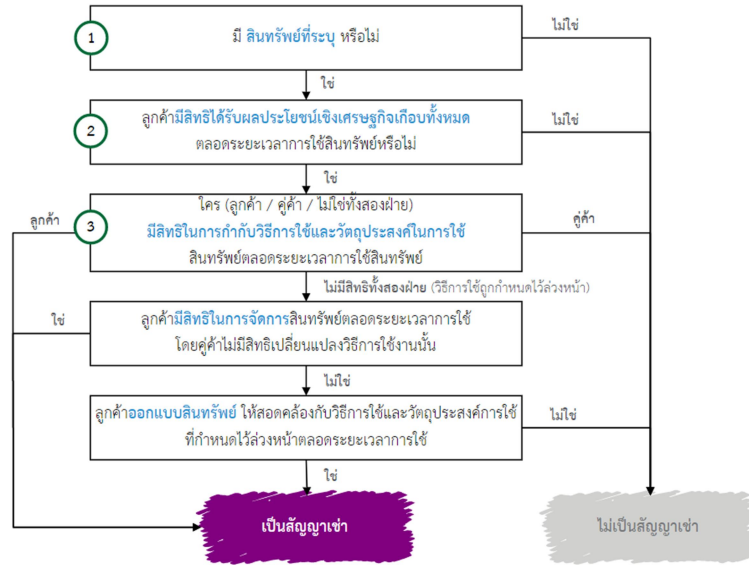 1
มี สินทรัพย์ที่ระบุ หรือไม่
ไม่ใช่
ใช่
2
ลูกค้ามีสิทธิได้รับผลประโยชน์เชิงเศรษฐกิจเกือบทั้งหมด
ตลอดระยะเวลาการใช้สินทรัพย์หรือไม่
ไม่ใช่
ใช่
ลูกค้า
3
ใคร (ลูกค้า / คู่ค้า / ไม่ใช่ทั้งสองฝ่าย)
มีสิทธิในการกำกับวิธีการใช้และวัตถุประสงค์ในการใช้
สินทรัพย์ตลอดระยะเวลาการใช้สินทรัพย์
คู่ค้า
ไม่มีสิทธิทั้งสองฝ่าย (วิธีการใช้ถูกกำหนดไว้ล่วงหน้า)
ใช่
ลูกค้ามีสิทธิในการจัดการสินทรัพย์ตลอดระยะเวลาการใช้
โดยคู่ค้าไม่มีสิทธิเปลี่ยนแปลงวิธีการใช้งานนั้น
ไม่ใช่
ลูกค้าออกแบบสินทรัพย์ ให้สอดคล้องกับวิธีการใช้และวัตถุประสงค์การใช้
ที่กำหนดไว้ล่วงหน้าตลอดระยะเวลาการใช้
ไม่ใช่
ใช่
เป็นสัญญาเช่า
ไม่เป็นสัญญาเช่า